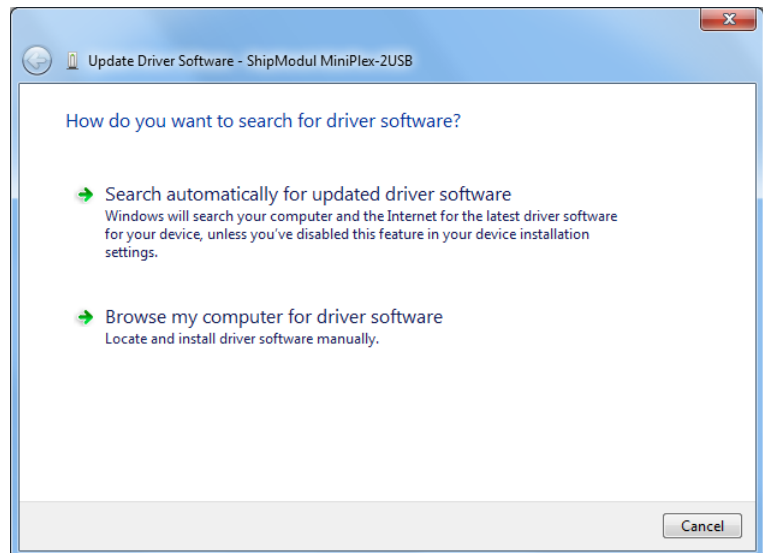 Update Driver Software - ShipModul MiniPlex-2USB
How do you want to search for driver software?
Search automatically for updated driver software
Windows will search your computer and the Internet for the latest driver software
for your device, unless you've disabled this feature in your device installation
settings.
Browse my computer for driver software
Locate and install driver software manually.
Cancel